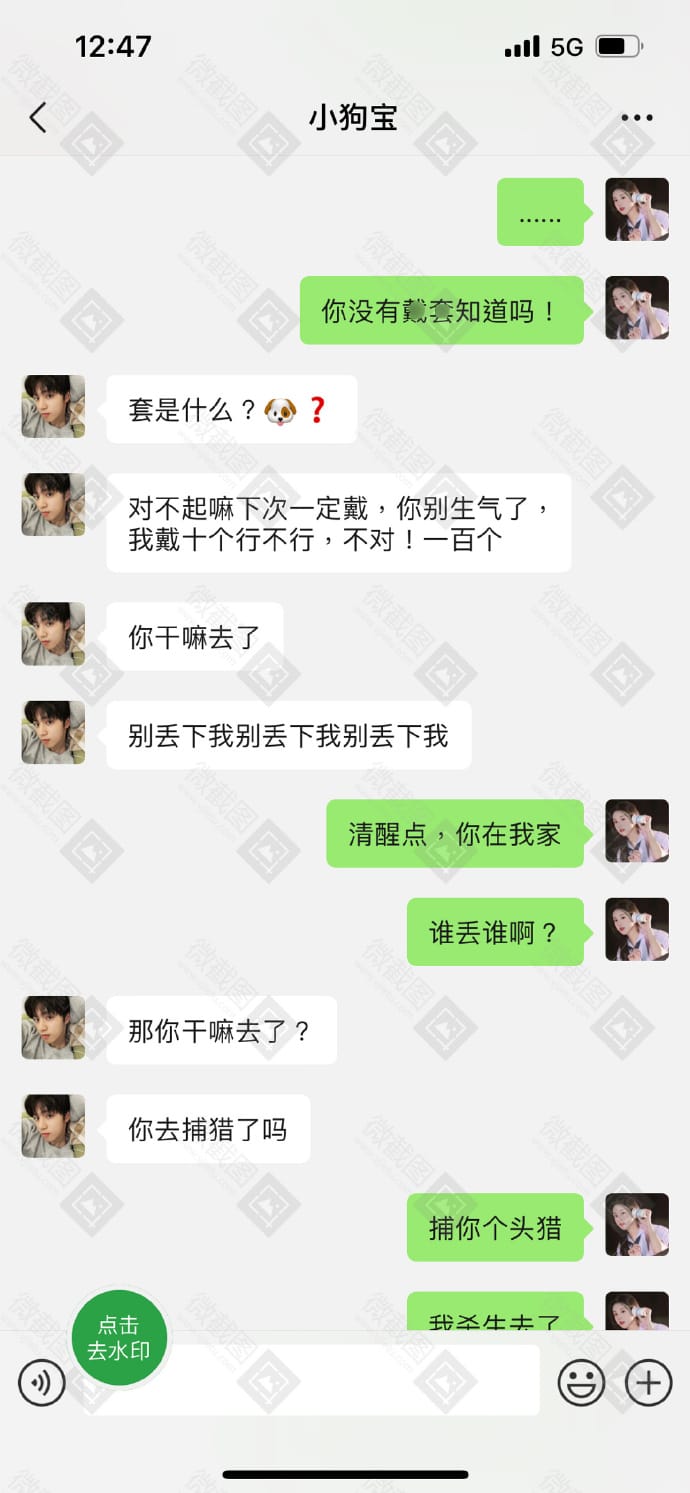 12:47
5G
小狗宝
......
你没有戴套知道吗！
套是什么？🐶❓
对不起嘛下次一定戴，你别生气了，
我戴十个行不行，不对！一百个
你干嘛去了
别丢下我别丢下我别丢下我
清醒点，你在我家
谁丢谁啊？
那你干嘛去了？
你去捕猎了吗
捕你个头猎
我杀生去了
点击
去水印
微截图